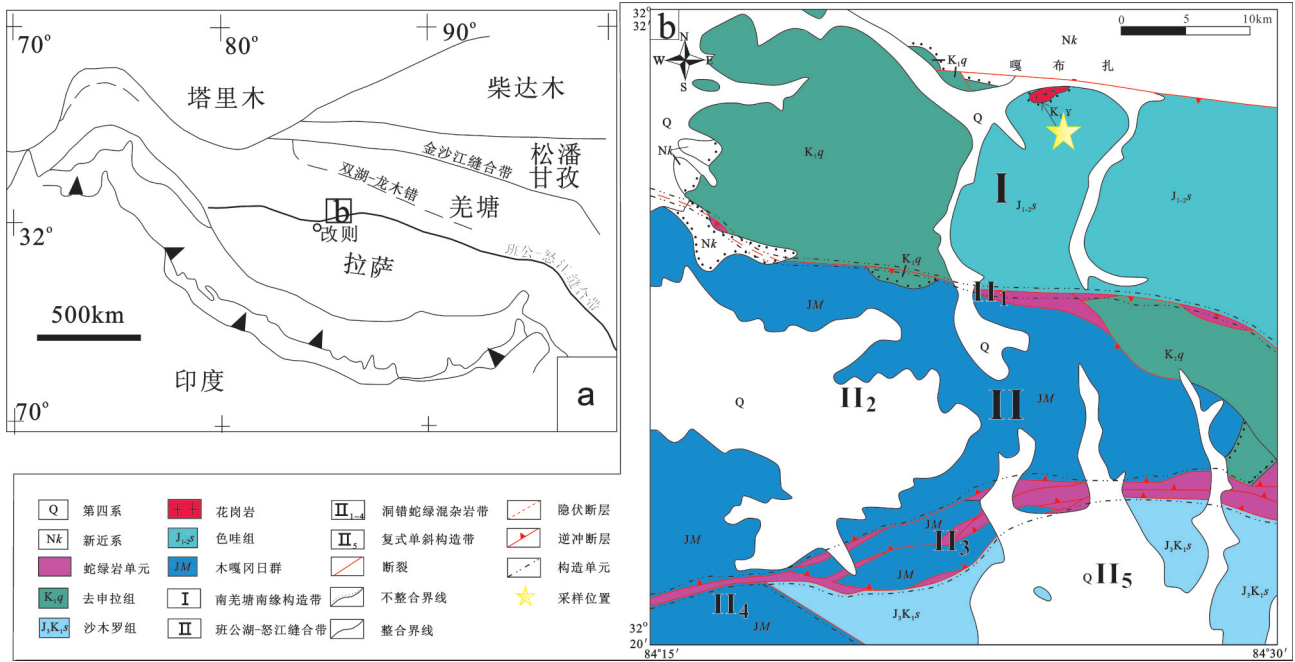 70°
80°
90°
塔里木
柴达木
金沙江缝合带
松潘
甘孜
双湖-龙木错
羌塘
32°
b
改则
拉萨
班公-怒江缝合带
500km
印度
a
70°
80°
90°
b
32°
32′
N
W
E
S
0 5 10km
Nk
嘎布扎
K₁q
K₁γ
Q
Q
Nk
K₁q
I
J₁₋₂s
J₁₋₂s
Nk
K₁q
II₁
JM
K₁q
Q
Q
II₂
II
JM
JM
II₃
JM
JM
J₃K₁s
Q
II₅
II₄
JM
J₃K₁s
J₃K₁s
32°
20′
84°15′
84°30′
Q 第四系
花岗岩
II₁~₄ 洞错蛇绿混杂岩带
隐伏断层
Nk 新近系
J₁₋₂s 色哇组
II₅ 复式单斜构造带
逆冲断层
蛇绿岩单元
JM 木嘎冈日群
断裂
构造单元
K₁q 去申拉组
I 南羌塘南缘构造带
不整合界线
采样位置
J₃K₁s 沙木罗组
II 班公湖-怒江缝合带
整合界线